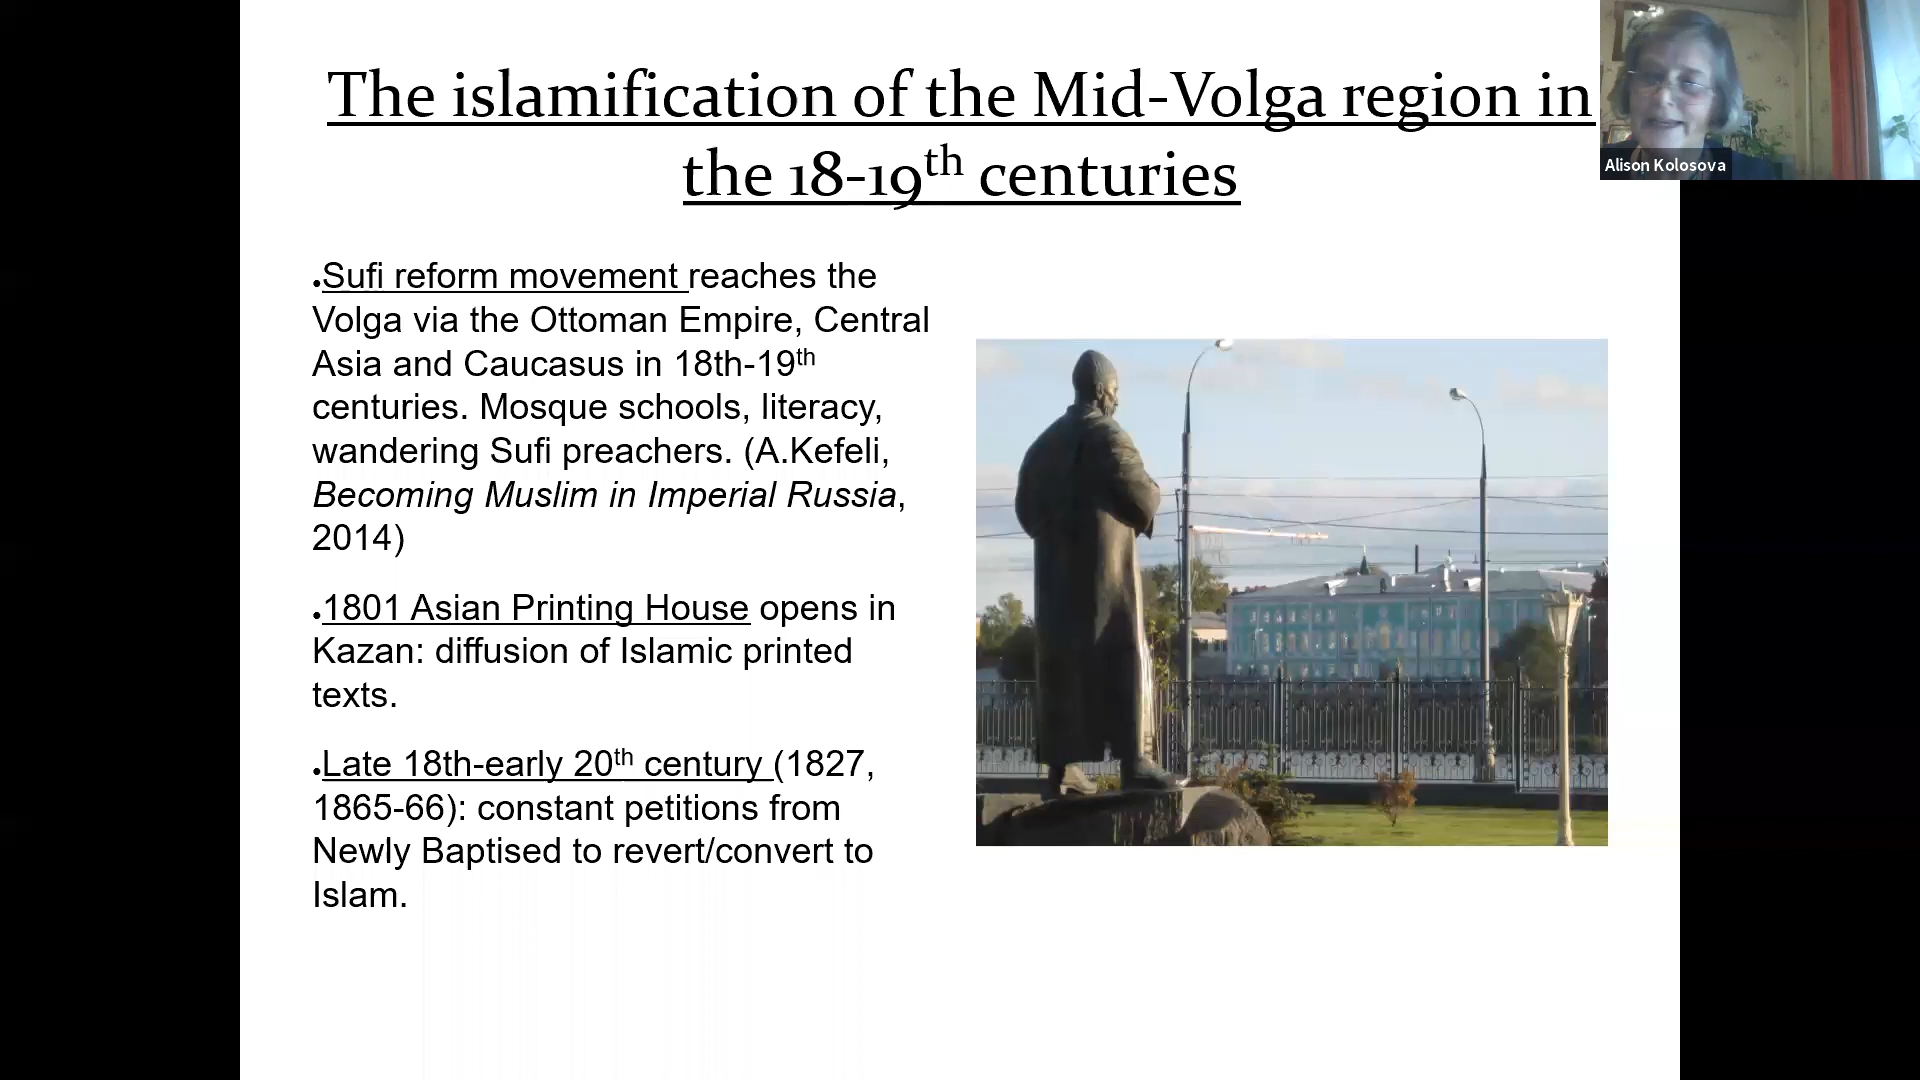 The islamification of the Mid-Volga region in
the 18-19th centuries
Alison Kolosova
•Sufi reform movement reaches the
Volga via the Ottoman Empire, Central
Asia and Caucasus in 18th-19th
centuries. Mosque schools, literacy,
wandering Sufi preachers. (A.Kefeli,
Becoming Muslim in Imperial Russia,
2014)
•1801 Asian Printing House opens in
Kazan: diffusion of Islamic printed
texts.
•Late 18th-early 20th century (1827,
1865-66): constant petitions from
Newly Baptised to revert/convert to
Islam.